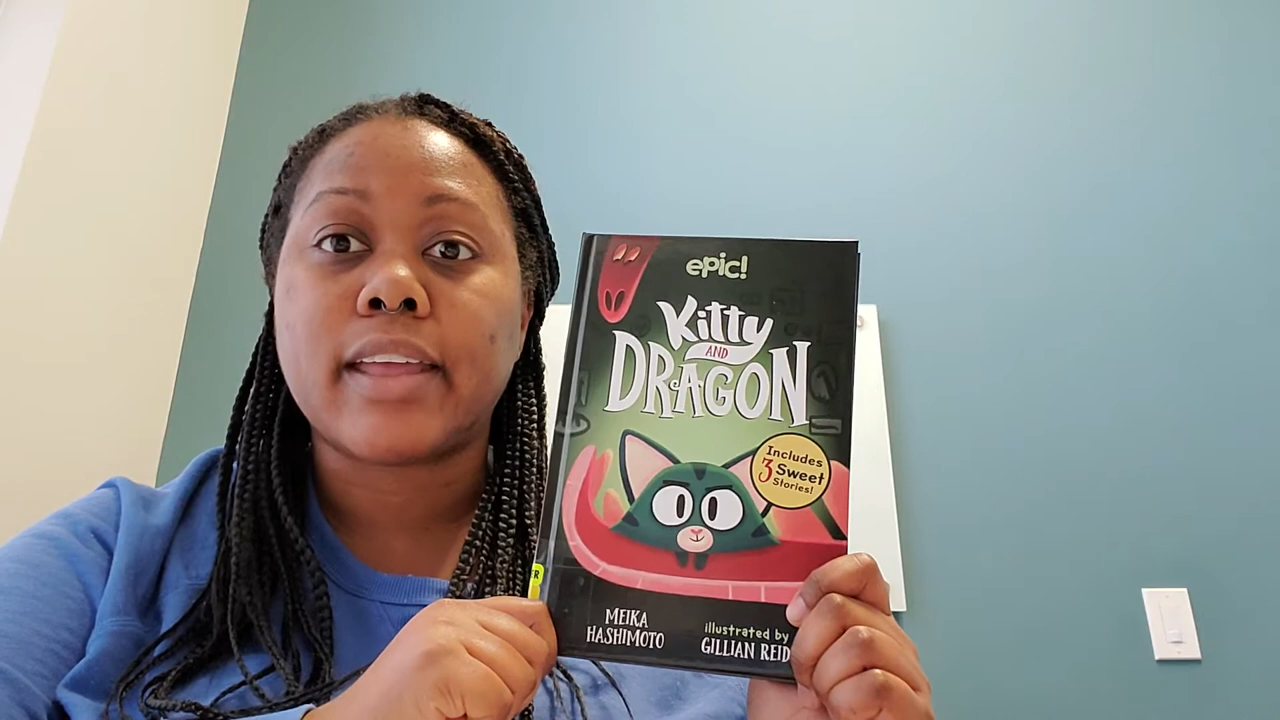 epic!
Kitty
AND
DRAGON
Includes
3 Sweet
Stories!
MEIKA
HASHIMOTO
illustrated by
GILLIAN REID